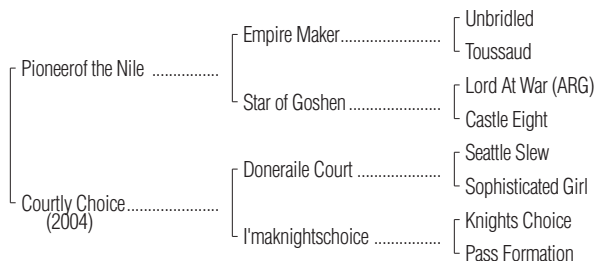 Unbridled
Empire Maker....................
Toussaud
Pioneerof the Nile ...............
Lord At War (ARG)
Star of Goshen....................
Castle Eight
Seattle Slew
Doneraile Court ..................
Sophisticated Girl
Courtly Choice....................
(2004)
Knights Choice
I'maknightschoice ...............
Pass Formation